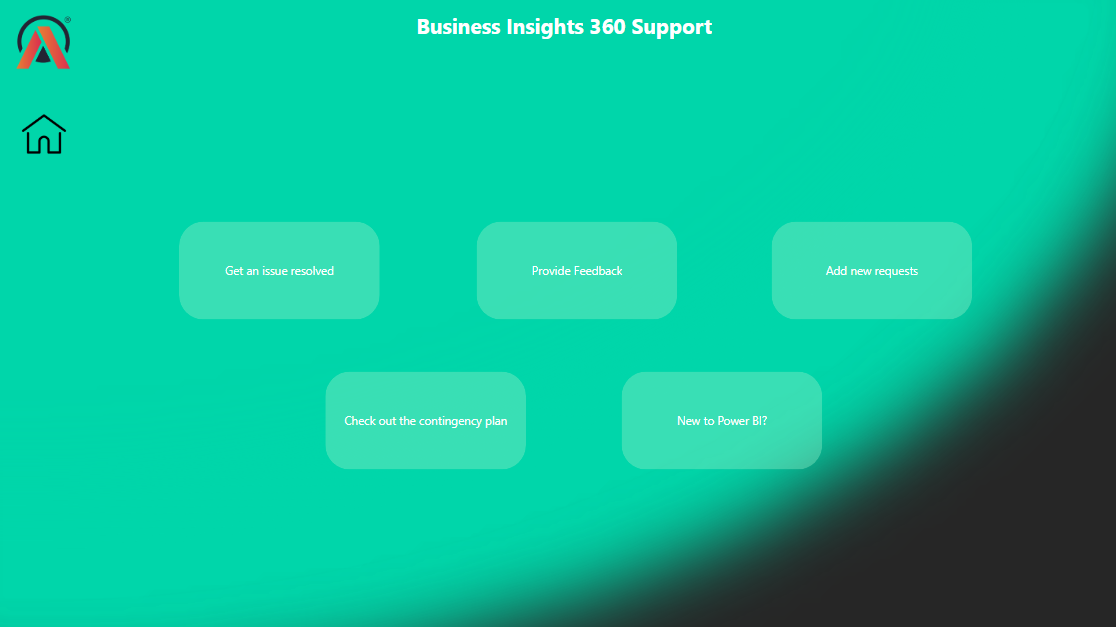 Business Insights 360 Support
Get an issue resolved
Provide Feedback
Add new requests
Check out the contingency plan
New to Power BI?